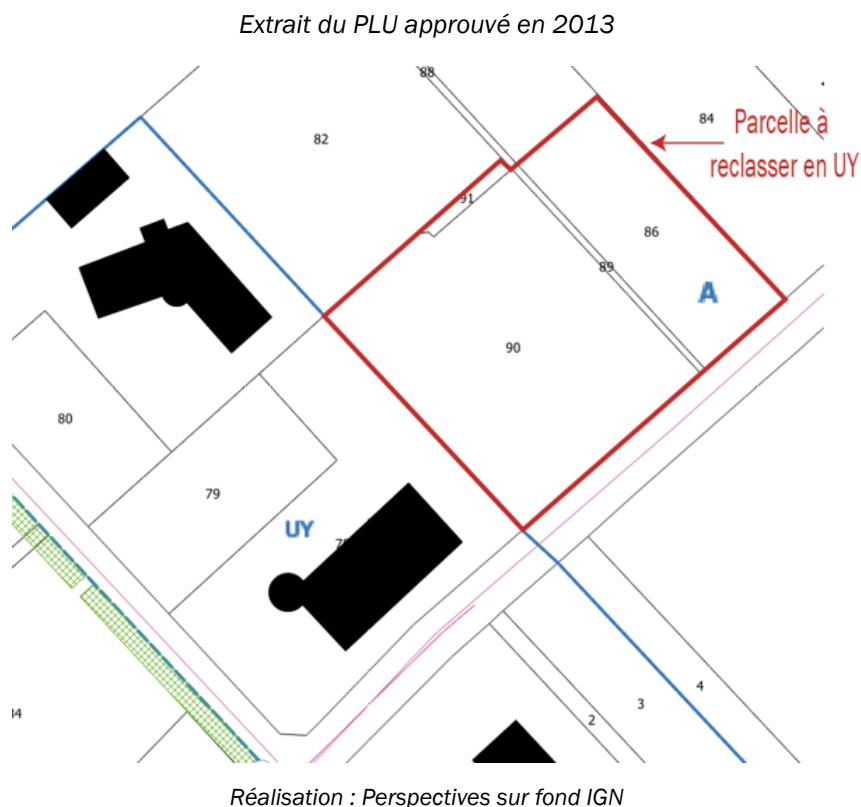 Extrait du PLU approuvé en 2013
88
82
84
Parcelle à
reclasser en UY
91
86
89
A
90
80
79
UY
4
3
2
Réalisation : Perspectives sur fond IGN